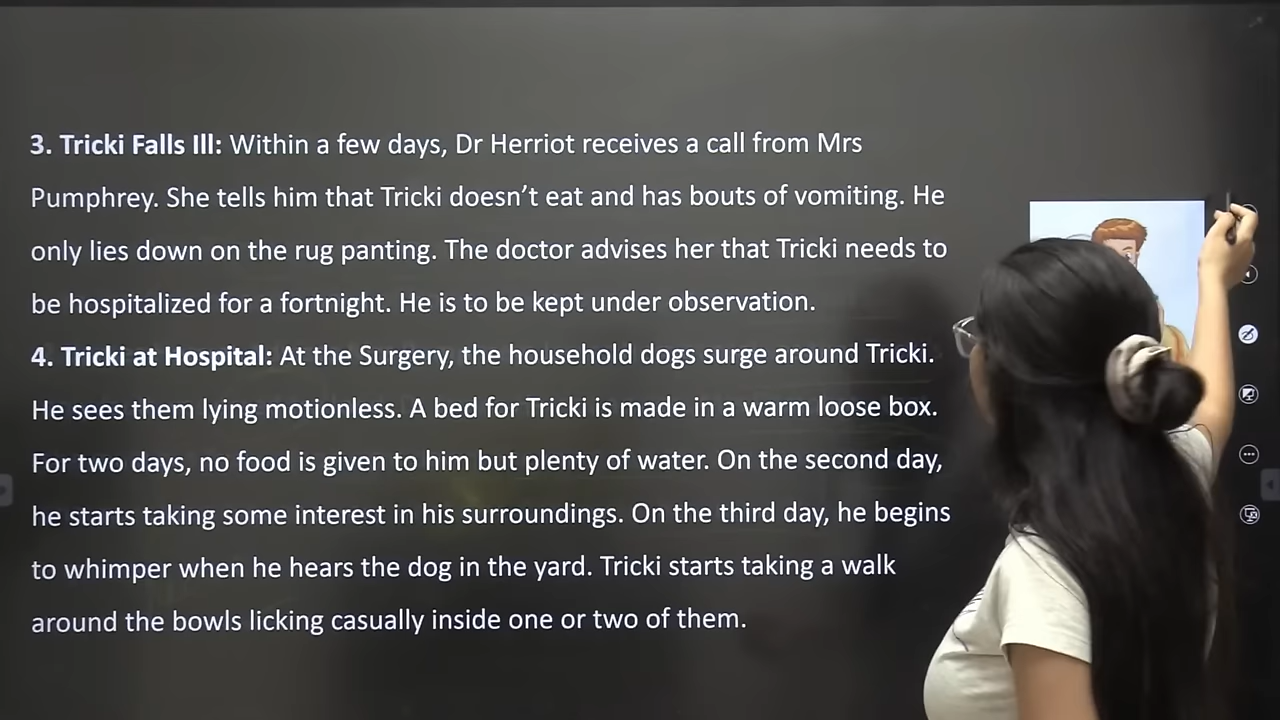 3. Tricki Falls Ill: Within a few days, Dr Herriot receives a call from Mrs
Pumphrey. She tells him that Tricki doesn’t eat and has bouts of vomiting. He
only lies down on the rug panting. The doctor advises her that Tricki needs to
be hospitalized for a fortnight. He is to be kept under observation.
4. Tricki at Hospital: At the Surgery, the household dogs surge around Tricki.
He sees them lying motionless. A bed for Tricki is made in a warm loose box.
For two days, no food is given to him but plenty of water. On the second day,
he starts taking some interest in his surroundings. On the third day, he begins
to whimper when he hears the dog in the yard. Tricki starts taking a walk
around the bowls licking casually inside one or two of them.